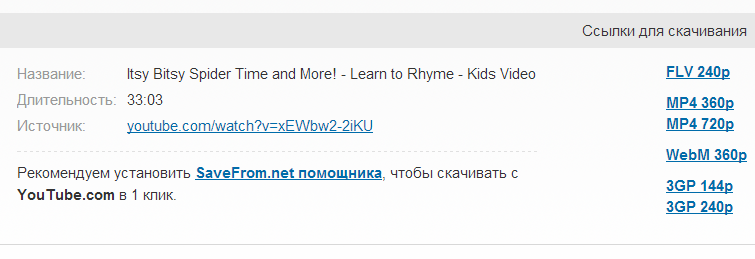 Ссылки для скачивания
Название: Itsy Bitsy Spider Time and More! - Learn to Rhyme - Kids Video
Длительность: 33:03
Источник: youtube.com/watch?v=xEWbw2-2iKU
Рекомендуем установить SaveFrom.net помощника, чтобы скачивать с
YouTube.com в 1 клик.
FLV 240p
MP4 360p
MP4 720p
WebM 360p
3GP 144p
3GP 240p